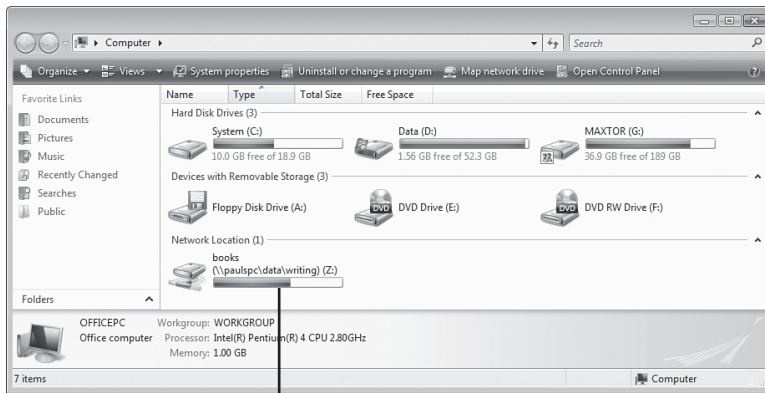 Computer
Search
Organize Views System properties Uninstall or change a program Map network drive Open Control Panel
Favorite Links
Documents
Pictures
Music
Recently Changed
Searches
Public
Folders
Name Type Total Size Free Space
Hard Disk Drives (3)
System (C:) Data (D:) MAXTOR (G:)
10.0 GB free of 18.9 GB 1.56 GB free of 52.3 GB 36.9 GB free of 189 GB
Devices with Removable Storage (3)
Floppy Disk Drive (A:) DVD Drive (E:) DVD RW Drive (F:)
Network Location (1)
books
(\\paulspc\data\writing) (Z:)
OFFICEPC Workgroup: WORKGROUP
Office computer Processor: Intel(R) Pentium(R) 4 CPU 2.80GHz
Memory: 1.00 GB
7 items Computer